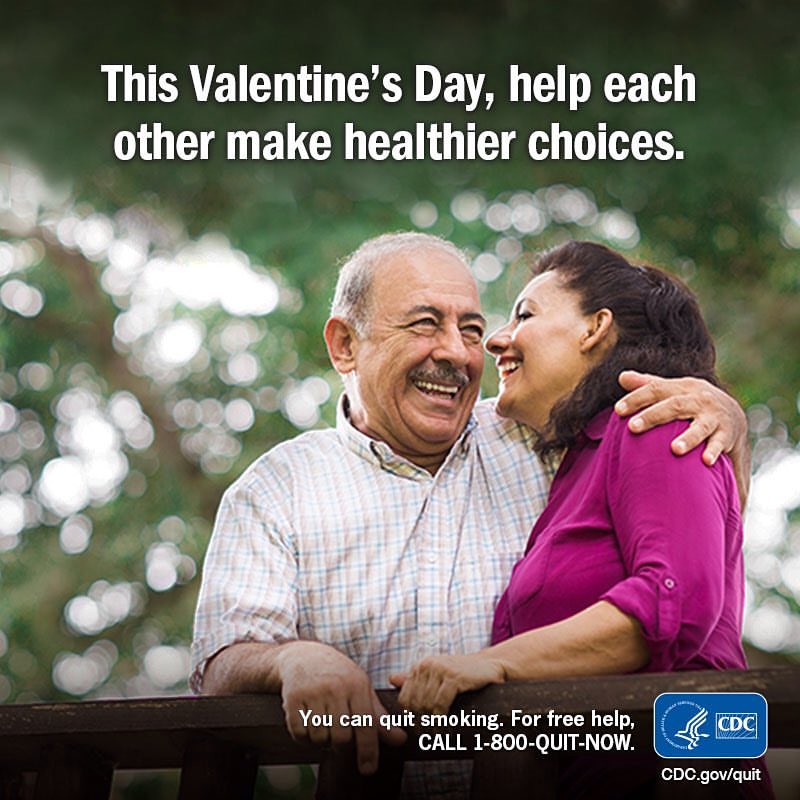 This Valentine's Day, help each
other make healthier choices.
You can quit smoking. For free help,
CALL 1-800-QUIT-NOW.
CDC
CDC.gov/quit